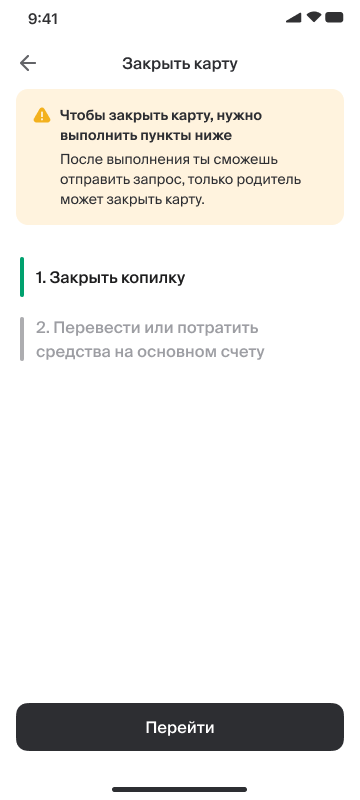 9:41
Закрыть карту
Чтобы закрыть карту, нужно
выполнить пункты ниже
После выполнения ты сможешь
отправить запрос, только родитель
может закрыть карту.
1. Закрыть копилку
2. Перевести или потратить
средства на основном счету
Перейти